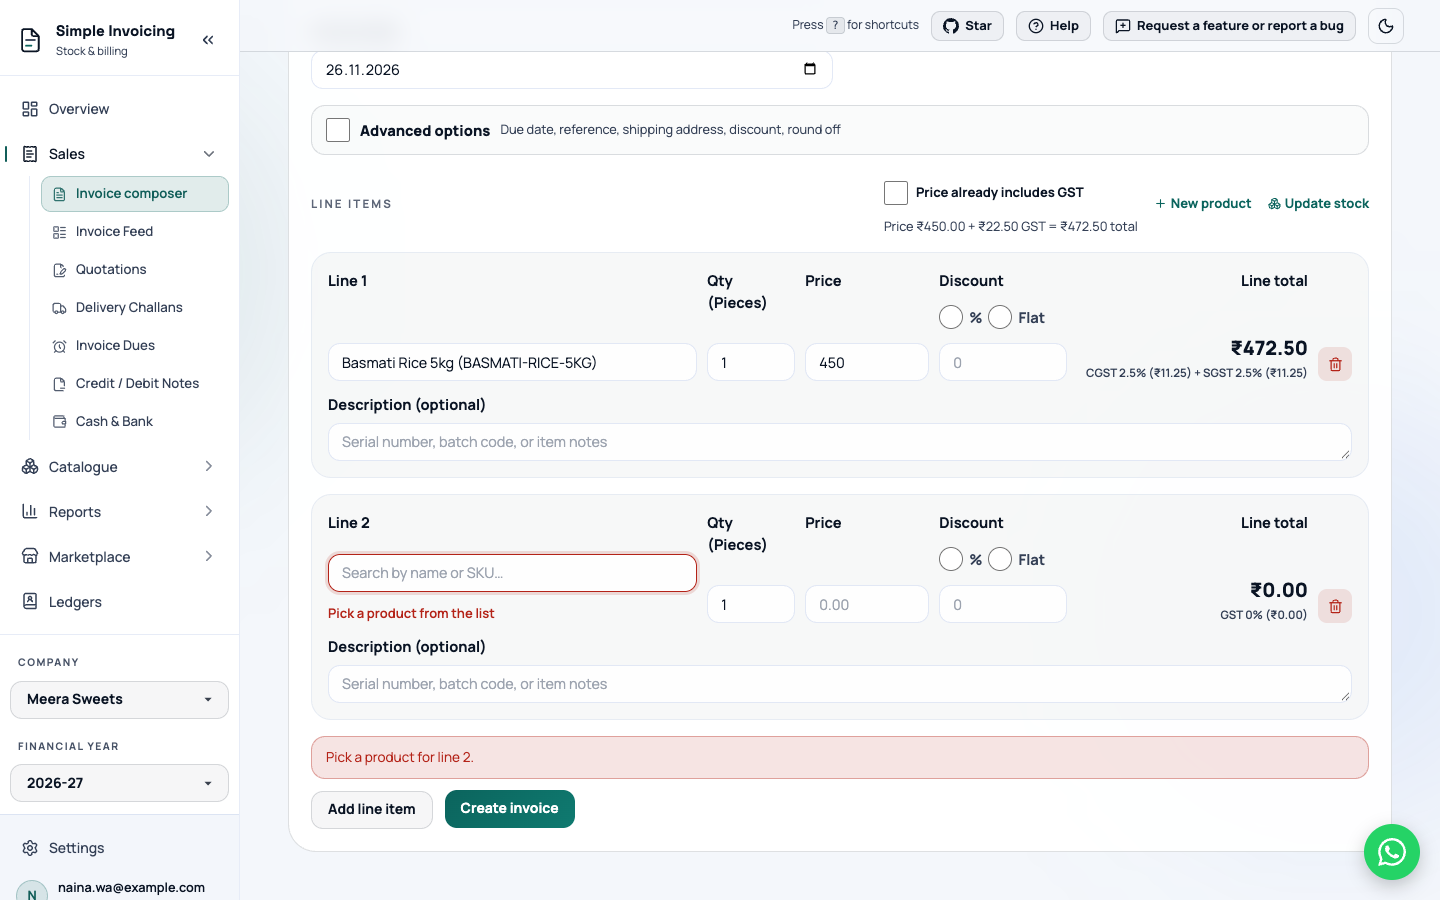 Simple Invoicing
Stock & billing
Press ? for shortcuts
Star
Help
Request a feature or report a bug
Overview
Sales
Invoice composer
Invoice Feed
Quotations
Delivery Challans
Invoice Dues
Credit / Debit Notes
Cash & Bank
Catalogue
Reports
Marketplace
Ledgers
COMPANY
Meera Sweets
FINANCIAL YEAR
2026-27
Settings
N
naina.wa@example.com
26.11.2026
Advanced options Due date, reference, shipping address, discount, round off
LINE ITEMS
Price already includes GST
Price ₹450.00 + ₹22.50 GST = ₹472.50 total
+ New product
Update stock
Line 1
Qty (Pieces)
Price
Discount
% Flat
Line total
Basmati Rice 5kg (BASMATI-RICE-5KG)
1
450
0
₹472.50
CGST 2.5% (₹11.25) + SGST 2.5% (₹11.25)
Description (optional)
Serial number, batch code, or item notes
Line 2
Qty (Pieces)
Price
Discount
% Flat
Line total
Search by name or SKU...
Pick a product from the list
1
0.00
0
₹0.00
GST 0% (₹0.00)
Description (optional)
Serial number, batch code, or item notes
Pick a product for line 2.
Add line item
Create invoice